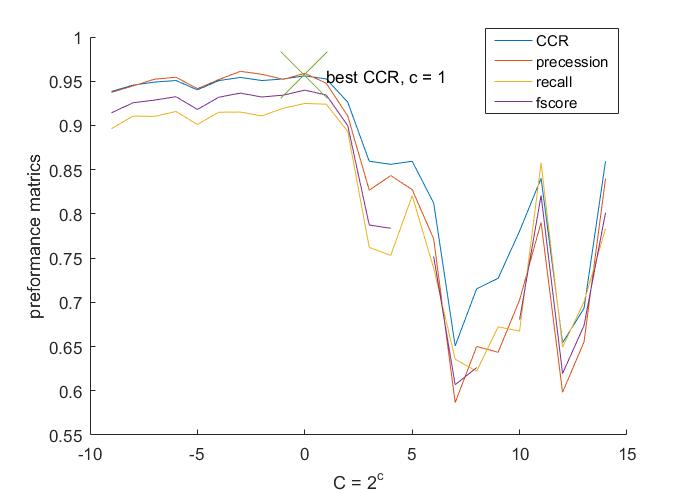 1
0.95
0.9
0.85
0.8
0.75
0.7
0.65
0.6
0.55
-10
-5
0
5
10
15
preformance matrics
C = 2^c
best CCR, c = 1
CCR
precession
recall
fscore